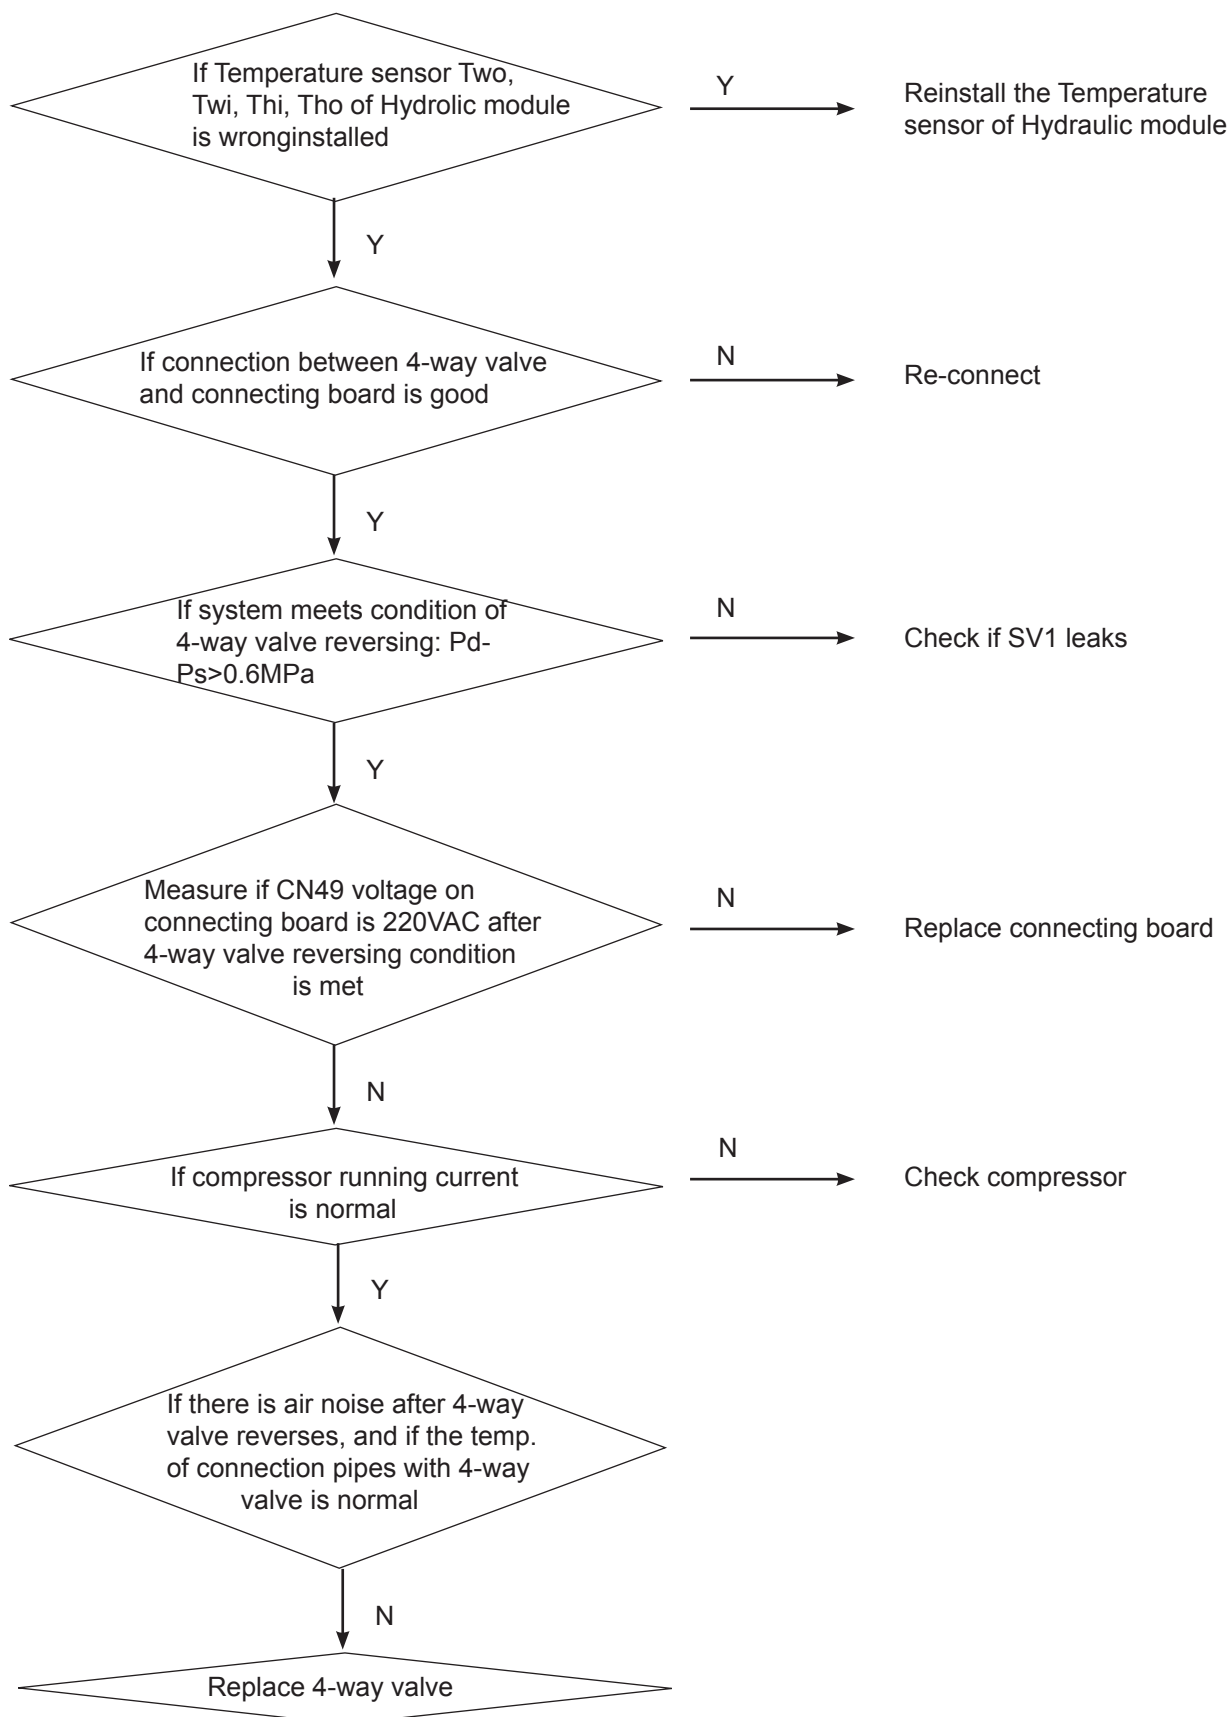 If Temperature sensor Two,
Twi, Thi, Tho of Hydrolic module
is wronginstalled
Y
Reinstall the Temperature
sensor of Hydraulic module
Y
If connection between 4-way valve
and connecting board is good
N
Re-connect
Y
If system meets condition of
4-way valve reversing: Pd-
Ps>0.6MPa
N
Check if SV1 leaks
Y
Measure if CN49 voltage on
connecting board is 220VAC after
4-way valve reversing condition
is met
N
Replace connecting board
N
If compressor running current
is normal
N
Check compressor
Y
If there is air noise after 4-way
valve reverses, and if the temp.
of connection pipes with 4-way
valve is normal
N
Replace 4-way valve